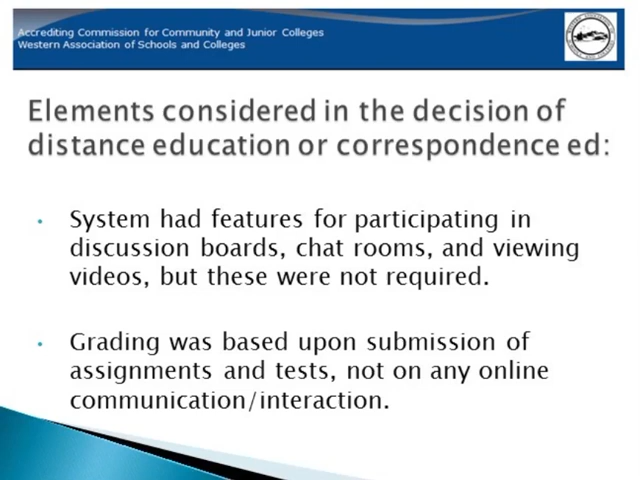 Accrediting Commission for Community and Junior Colleges
Western Association of Schools and Colleges
Elements considered in the decision of
distance education or correspondence ed:
• System had features for participating in
discussion boards, chat rooms, and viewing
videos, but these were not required.
• Grading was based upon submission of
assignments and tests, not on any online
communication/interaction.